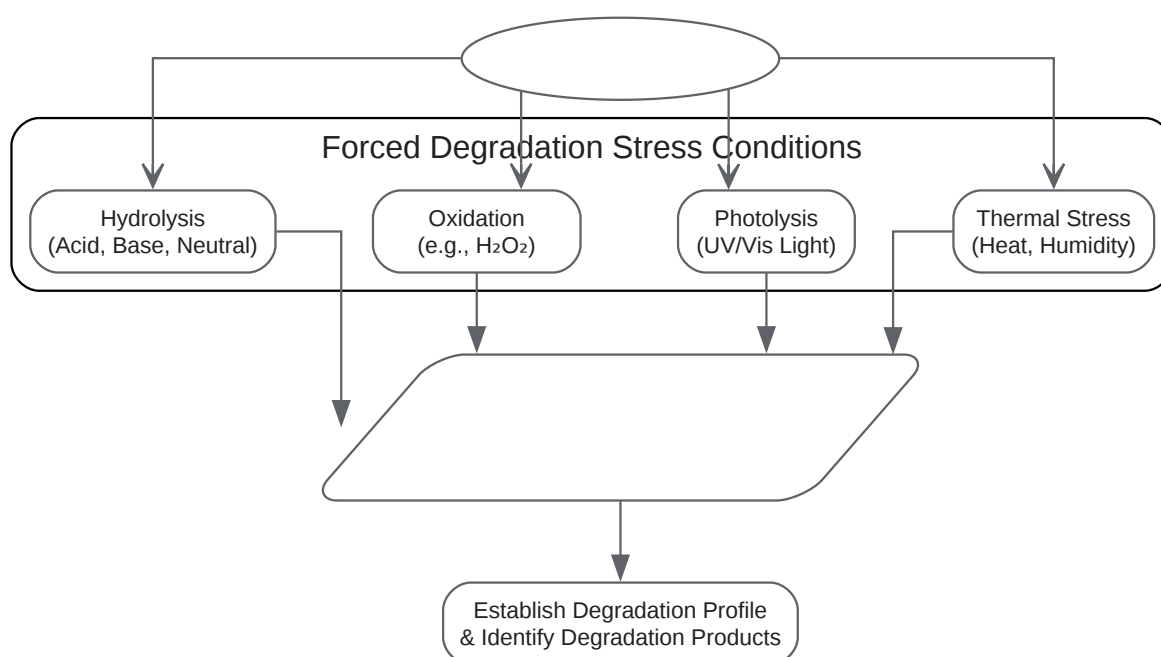 Forced Degradation Stress Conditions
Hydrolysis
(Acid, Base, Neutral)
Oxidation
(e.g., H₂O₂)
Photolysis
(UV/Vis Light)
Thermal Stress
(Heat, Humidity)
Establish Degradation Profile
& Identify Degradation Products